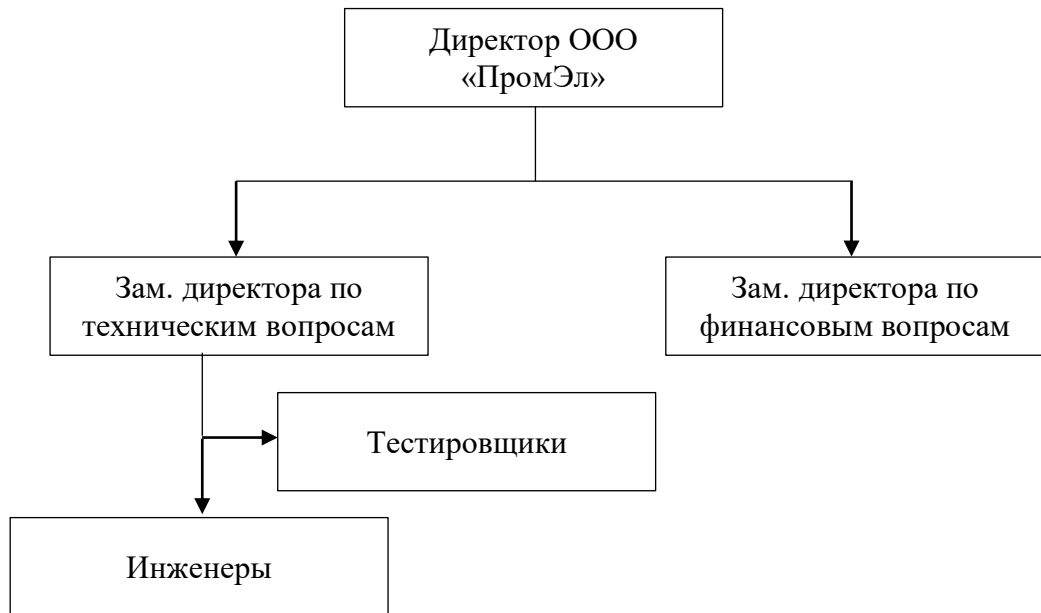 Директор ООО
«ПромЭл»
Зам. директора по
техническим вопросам
Зам. директора по
финансовым вопросам
Тестировщики
Инженеры